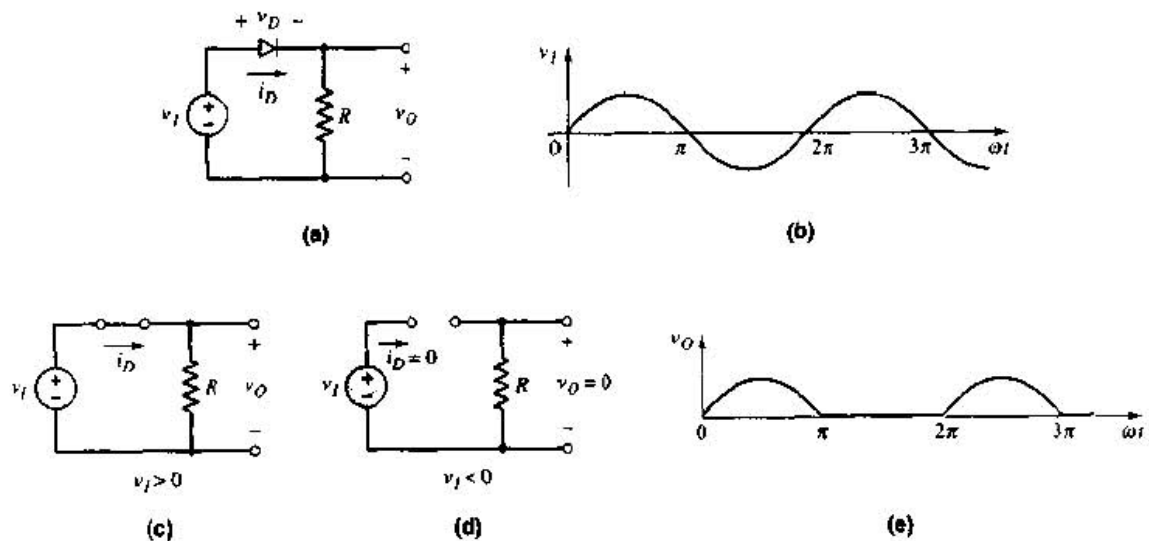 + v_D −
i_D
v_I
+
−
R
+
v_O
−
(a)
v_I
0
π
2π
3π
ωt
(b)
i_D
v_I
+
−
R
+
v_O
−
v_I > 0
(c)
i_D = 0
v_I
+
−
R
+
v_O = 0
−
v_I < 0
(d)
v_O
0
π
2π
3π
ωt
(e)